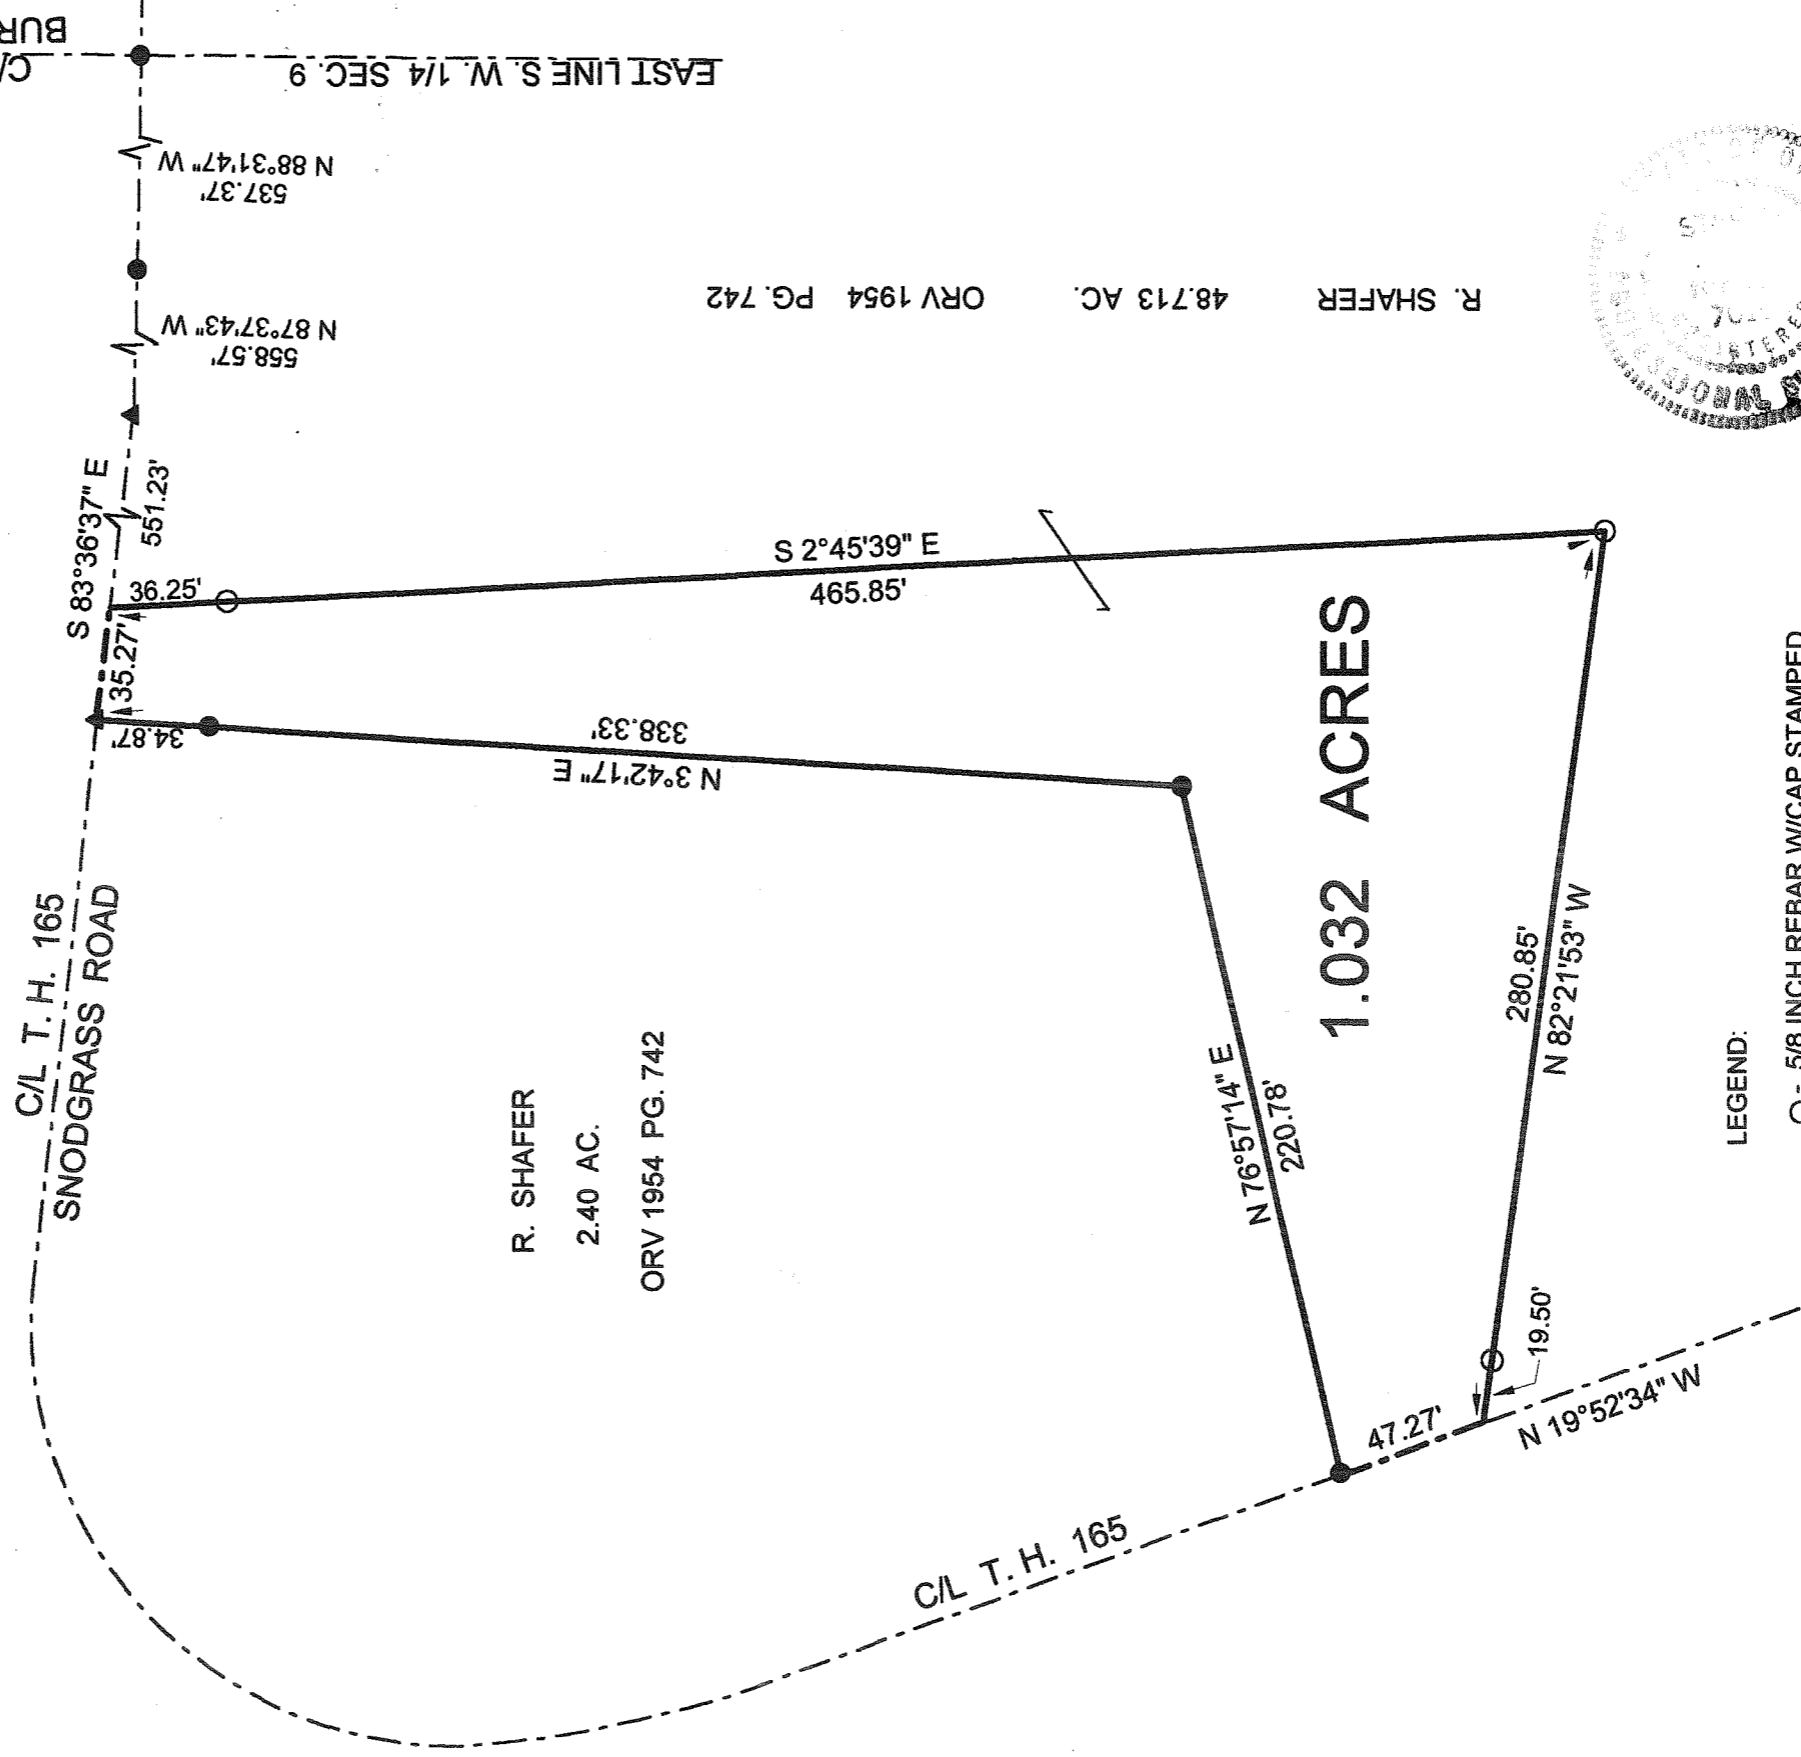 BUR
C/
EAST LINE S. W. 1/4 SEC. 9
N 88°31'47" W
537.37'
N 87°37'43" W
558.57'
R. SHAFER 48.713 AC. ORV 1954 PG. 742
S 83°36'37" E
551.23'
36.25'
35.27'
34.87'
S 2°45'39" E
465.85'
338.33'
N 3°42'17" E
C/L T. H. 165
SNODGRASS ROAD
R. SHAFER
2.40 AC.
ORV 1954 PG. 742
1.032 ACRES
N 76°57'14" E
220.78'
280.85'
N 82°21'53" W
19.50'
47.27'
N 19°52'34" W
C/L T. H. 165
LEGEND:
O - 5/8 INCH REBAR W/CAP STAMPED